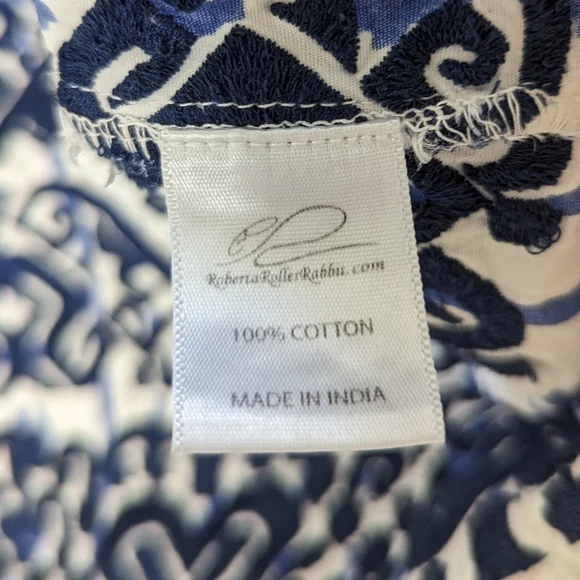 RobertaRollerRabbit.com
100% COTTON
MADE IN INDIA